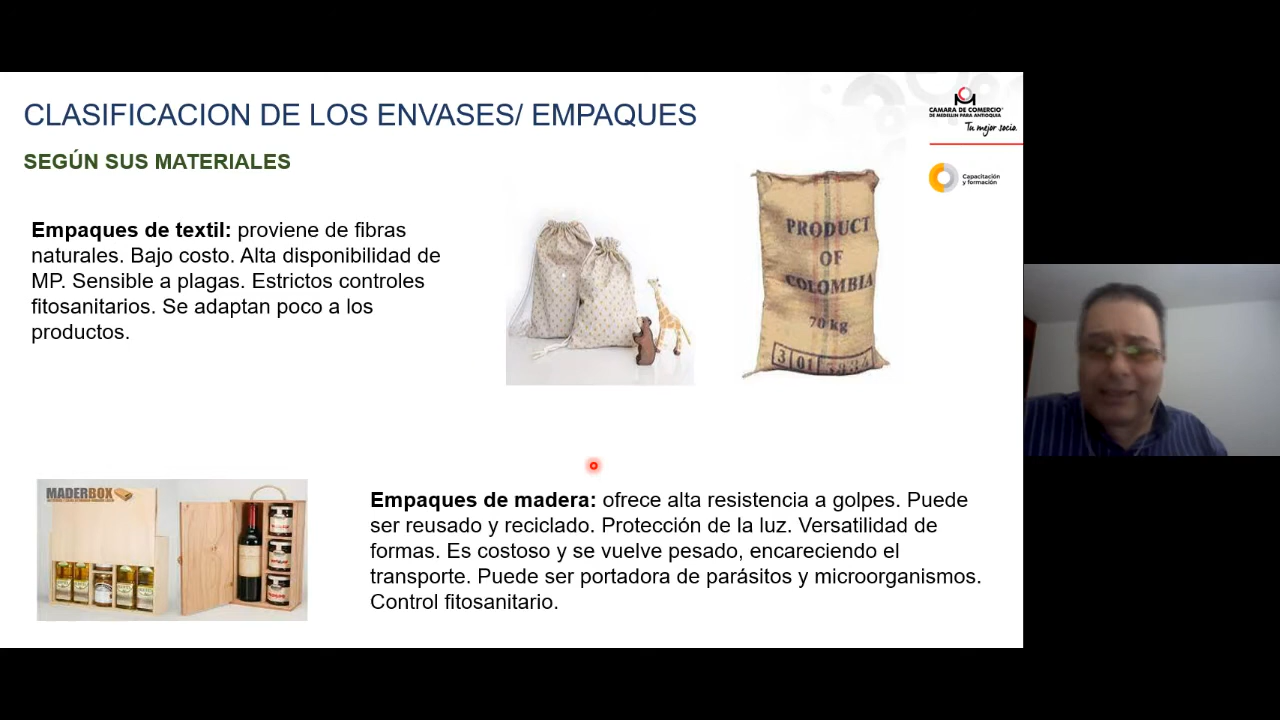 CLASIFICACION DE LOS ENVASES/ EMPAQUES
CAMARA DE COMERCIO
DE MEDELLÍN PARA ANTIOQUIA
Tu mejor socio.
SEGÚN SUS MATERIALES
Capacitación
y formación
Empaques de textil: proviene de fibras
naturales. Bajo costo. Alta disponibilidad de
MP. Sensible a plagas. Estrictos controles
fitosanitarios. Se adaptan poco a los
productos.
PRODUCT
OF
COLOMBIA
70 kg
3 01 3934
MADERBOX
Empaques de madera: ofrece alta resistencia a golpes. Puede
ser reusado y reciclado. Protección de la luz. Versatilidad de
formas. Es costoso y se vuelve pesado, encareciendo el
transporte. Puede ser portadora de parásitos y microorganismos.
Control fitosanitario.